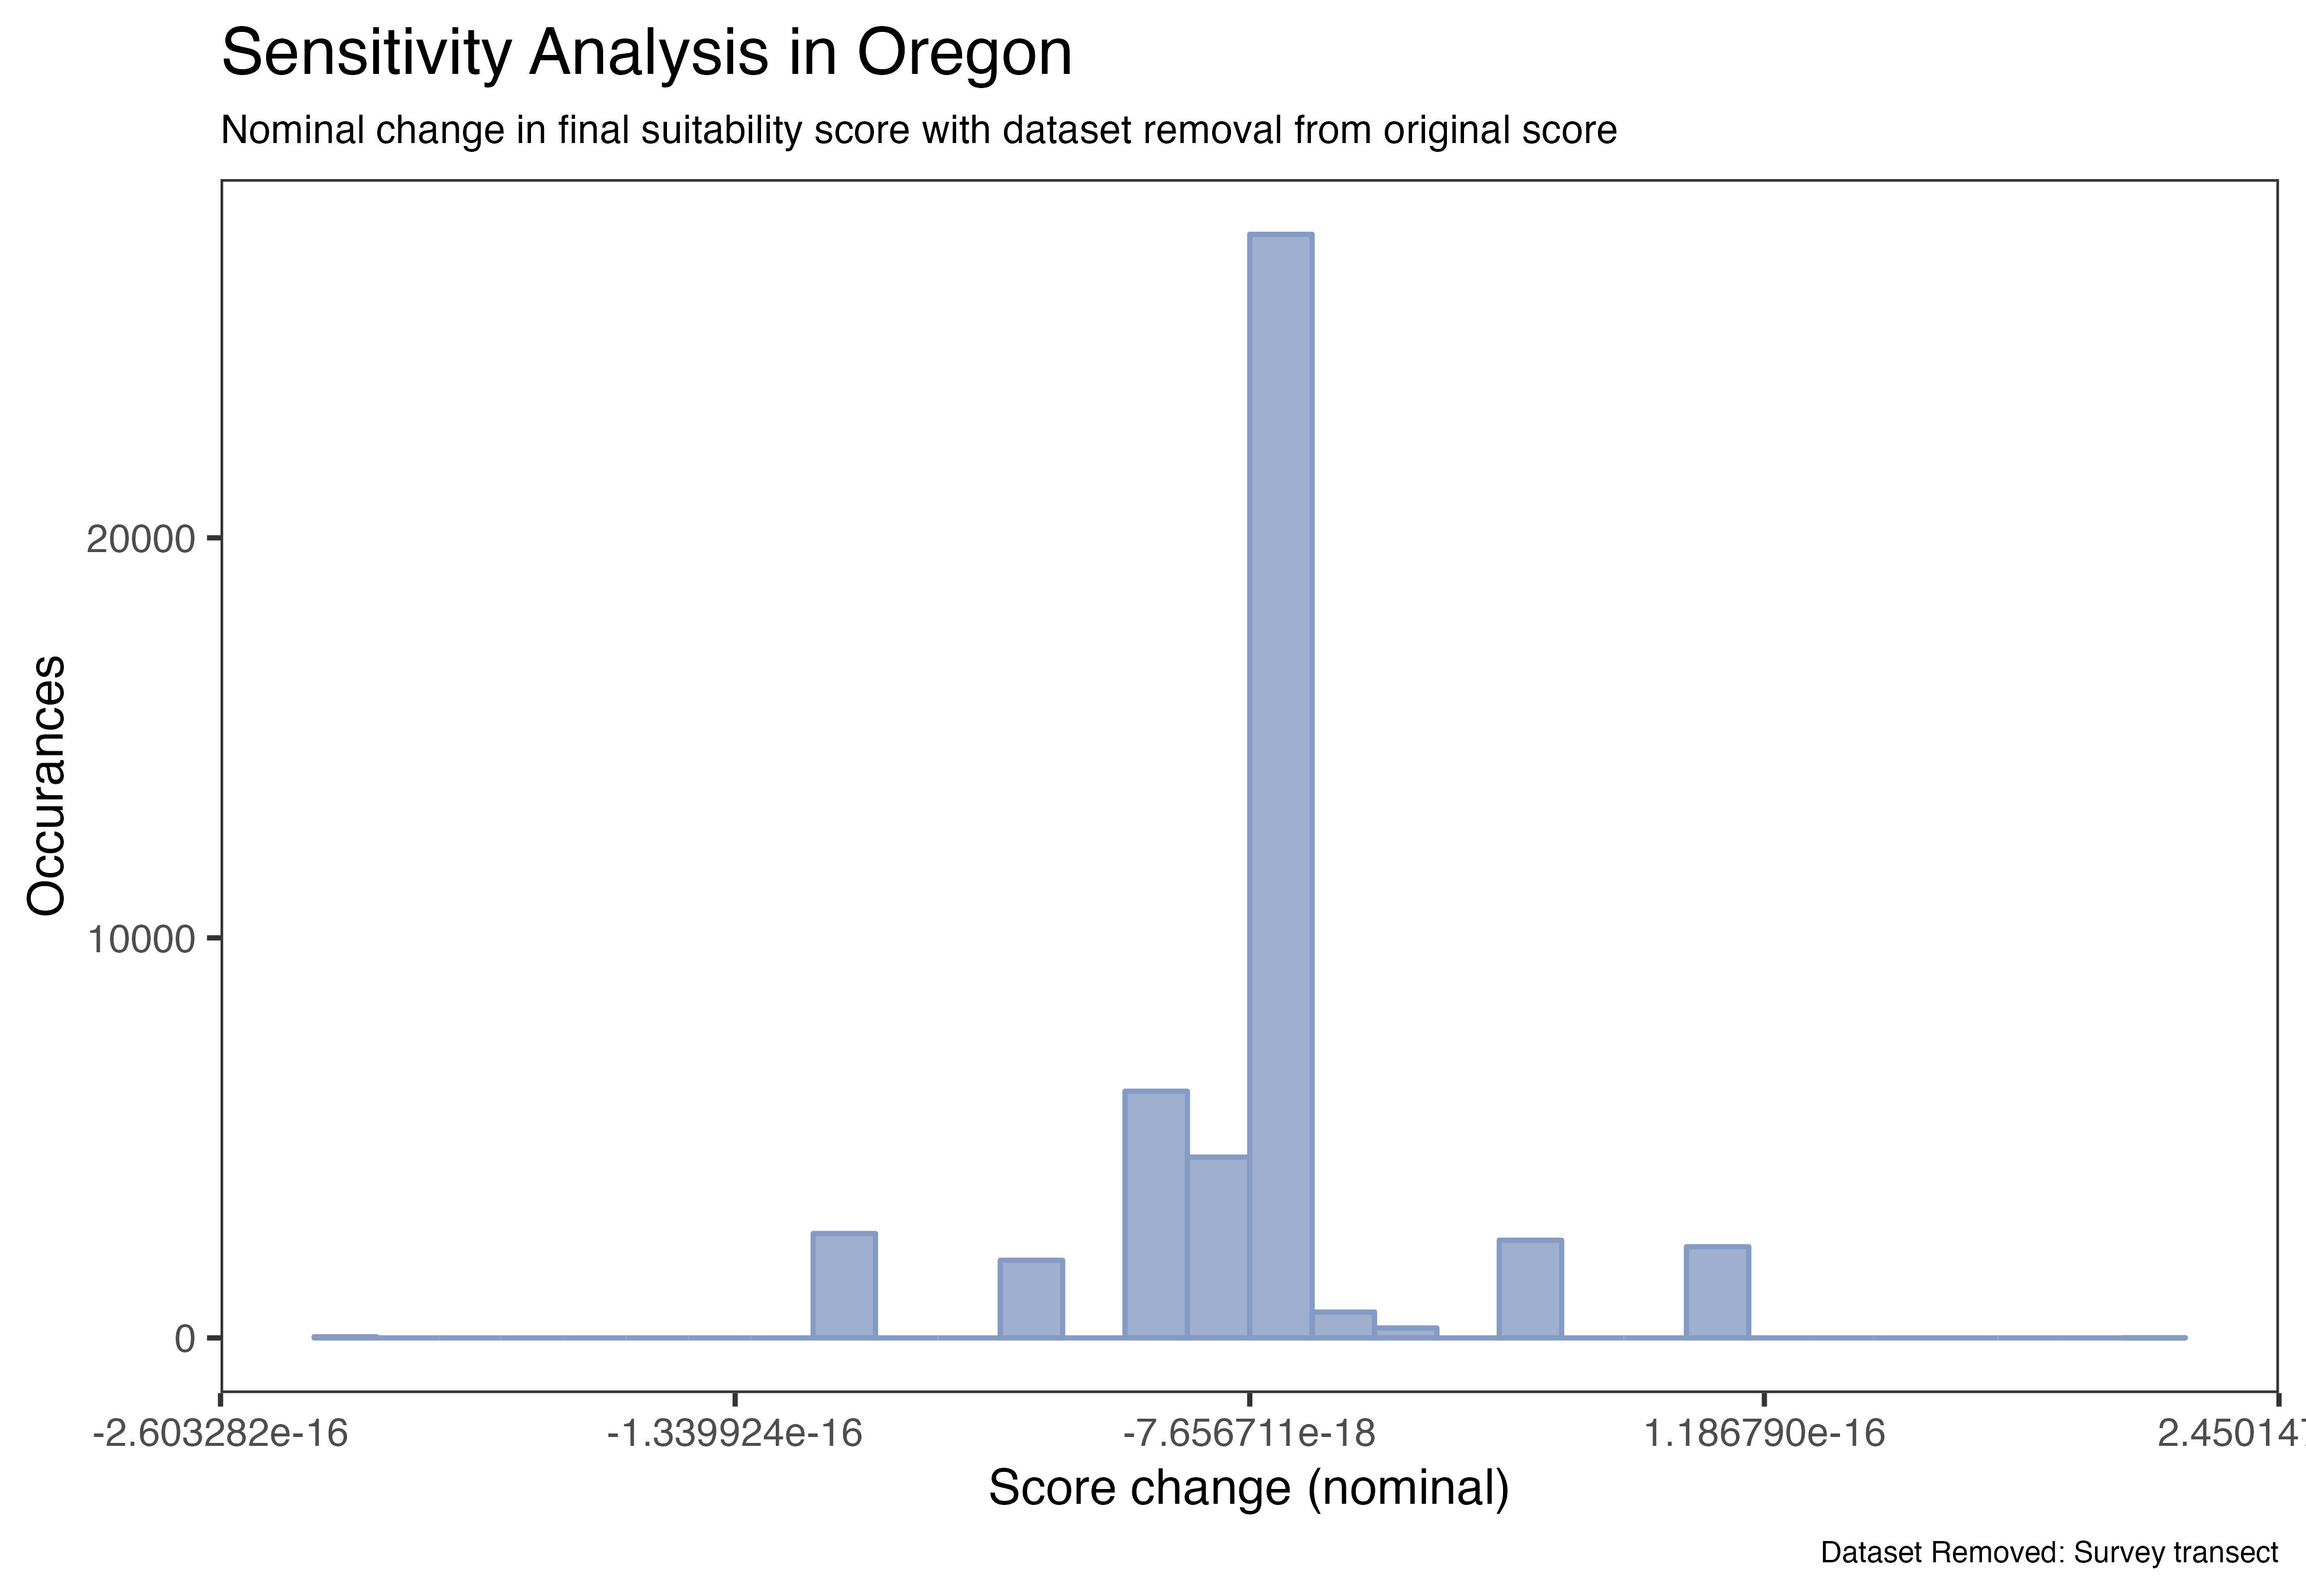 Sensitivity Analysis in Oregon
Nominal change in final suitability score with dataset removal from original score
Occurances
20000
10000
0
-2.603282e-16 -1.339924e-16 -7.656711e-18 1.186790e-16 2.450147
Score change (nominal)
Dataset Removed: Survey transect